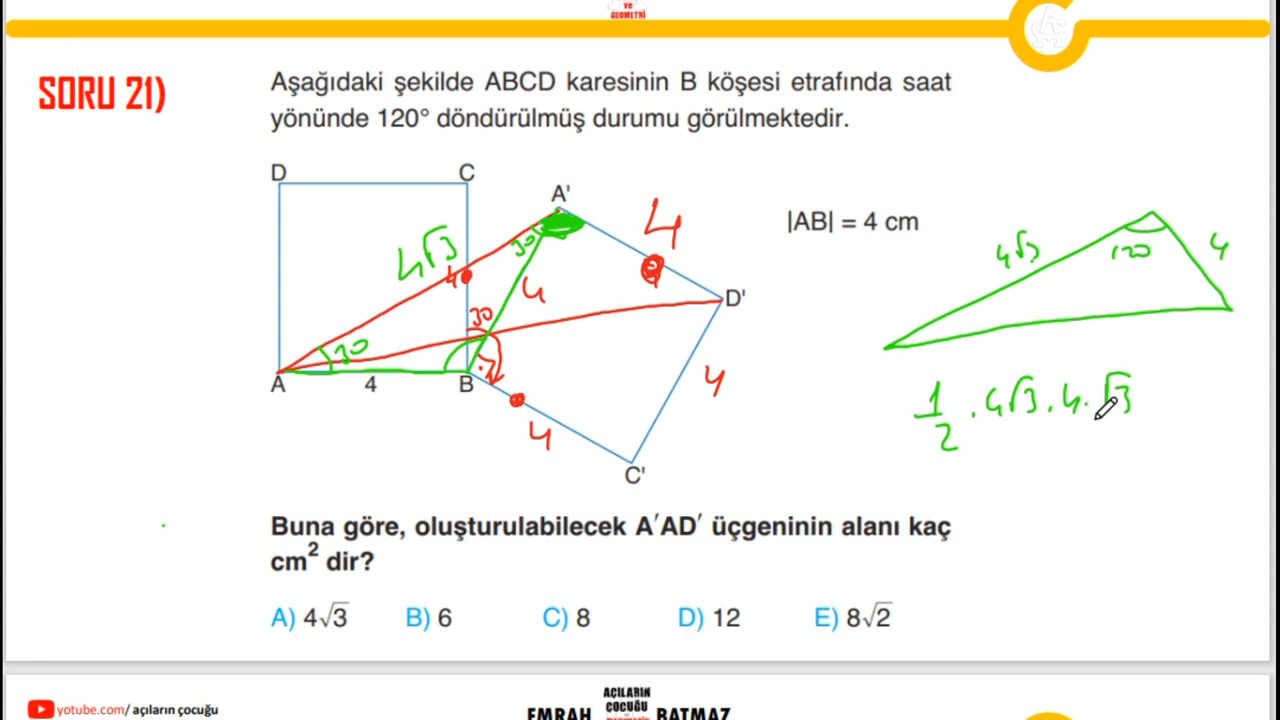 VE
GEOMETRİ
SORU 21)
Aşağıdaki şekilde ABCD karesinin B köşesi etrafında saat
yönünde 120° döndürülmüş durumu görülmektedir.
D
C
A'
4
|AB| = 4 cm
4√3
30
4
4√3
120
4
D'
30
30
A
4
B
4
4
C'
1/2 . 4√3 . 4 . √3
Buna göre, oluşturulabilecek A′AD′ üçgeninin alanı kaç
cm² dir?
A) 4√3 B) 6 C) 8 D) 12 E) 8√2
yotube.com/ açıların çocuğu
EMRAH
AÇILARIN
ÇOCUĞU
BATMAZ